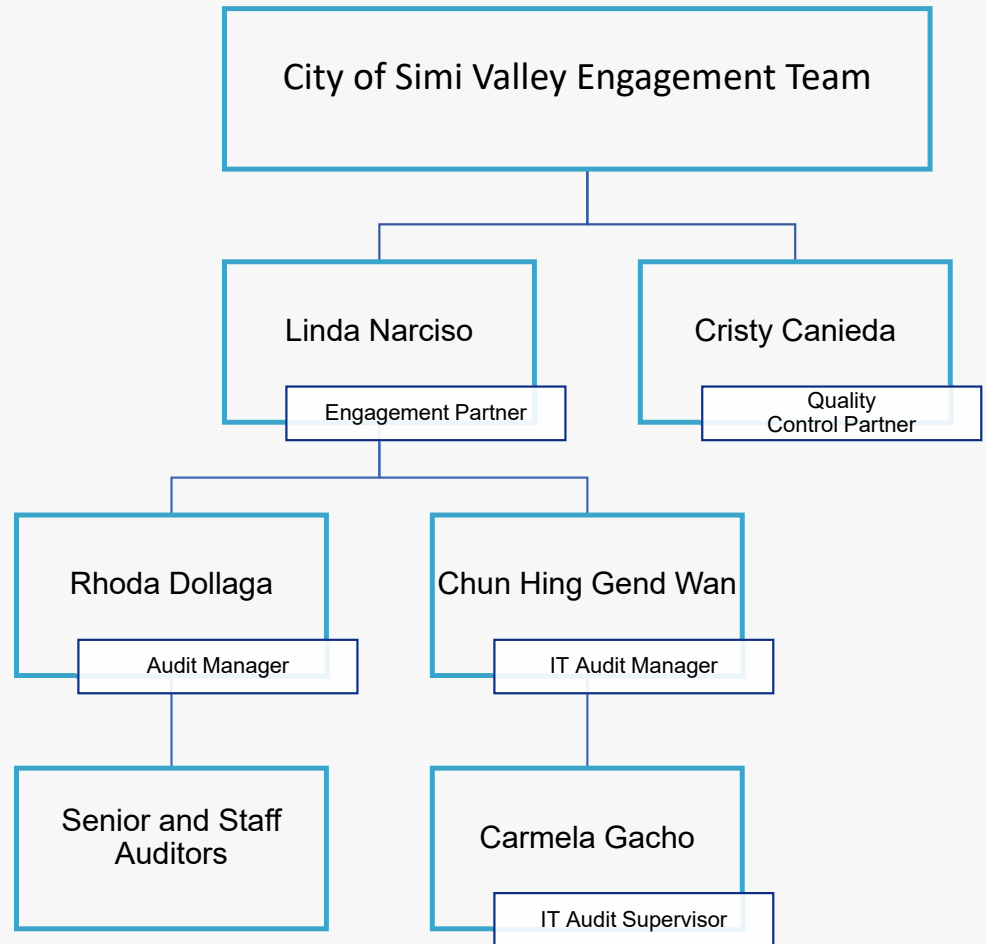 City of Simi Valley Engagement Team
Linda Narciso
Engagement Partner
Cristy Canieda
Quality
Control Partner
Rhoda Dollaga
Audit Manager
Chun Hing Gend Wan
IT Audit Manager
Senior and Staff
Auditors
Carmela Gacho
IT Audit Supervisor